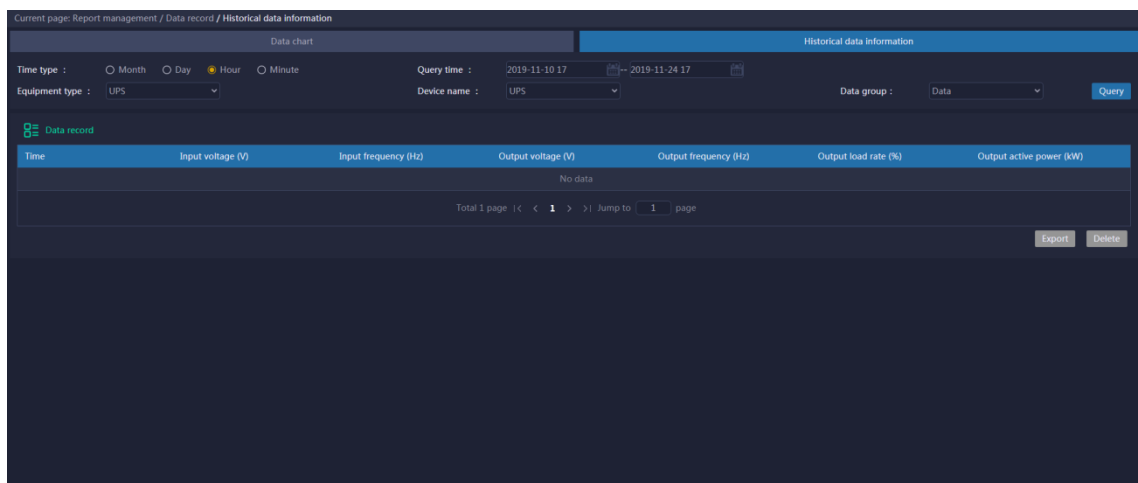 Current page: Report management / Data record / Historical data information
Data chart Historical data information
Time type : Month Day Hour Minute Query time : 2019-11-10 17 -- 2019-11-24 17
Equipment type : UPS Device name : UPS Data group : Data Query
Data record
Time Input voltage (V) Input frequency (Hz) Output voltage (V) Output frequency (Hz) Output load rate (%) Output active power (kW)
No data
Total 1 page |< < 1 > >| Jump to 1 page
Export Delete